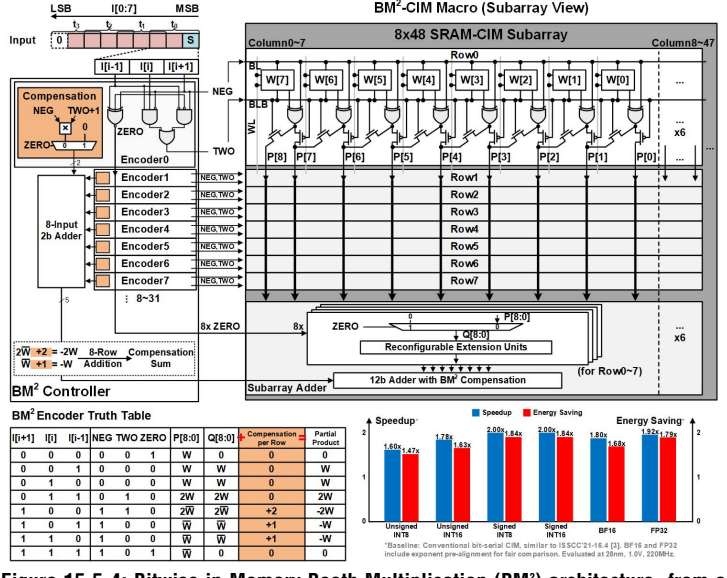 BM²-CIM Macro (Subarray View)
LSB I[0:7] MSB
t3 t2 t1 t0
Input 0 S
I[i-1] I[i] I[i+1]
8x48 SRAM-CIM Subarray
Column0~7 Column8~47
Row0
BL
W[7] W[6] W[5] W[4] W[3] W[2] W[1] W[0] ...
NEG
BLB
WL
x6
Compensation
NEG TWO+1
× 0
ZERO
0 1
ZERO
TWO
Encoder0
2
P[8] P[7] P[6] P[5] P[4] P[3] P[2] P[1] P[0] ...
8-Input
2b Adder
Encoder1 NEG,TWO Row1
Encoder2 NEG,TWO Row2
Encoder3 NEG,TWO Row3
Encoder4 NEG,TWO Row4
Encoder5 NEG,TWO Row5
Encoder6 NEG,TWO Row6
Encoder7 NEG,TWO Row7
⋮ 8~31
5
8x ZERO 8x
ZERO
0 P[8:0]
1 0
Q[8:0]
Reconfigurable Extension Units
(for Row0~7)
...
x6
12b Adder with BM² Compensation
Subarray Adder
2W̅ +2 = -2W 8-Row Compensation
W̅ +1 = -W Addition Sum
BM² Controller
BM² Encoder Truth Table
I[i+1] I[i] I[i-1] NEG TWO ZERO P[8:0] Q[8:0] + Compensation per Row = Partial Product
0 0 0 0 0 1 W 0 0 0
0 0 1 0 0 0 W W 0 W
0 1 0 0 0 0 W W 0 W
0 1 1 0 1 0 2W 2W 0 2W
1 0 0 1 1 0 2W̅ 2W̅ +2 -2W
1 0 1 1 0 0 W̅ W̅ +1 -W
1 1 0 1 0 0 W̅ W̅ +1 -W
1 1 1 1 0 1 W̅ 0 0 0
Speedup Energy Saving
Speedup* Energy Saving*
2 2
1 1
0 0
1.60x 1.47x 1.78x 1.63x 2.00x 1.84x 2.00x 1.84x 1.80x 1.68x 1.92x 1.79x
Unsigned INT8 Unsigned INT16 Signed INT8 Signed INT16 BF16 FP32
*Baseline: Conventional bit-serial CIM, similar to ISSCC'21-16.4 [3]. BF16 and FP32
include exponent pre-alignment for fair comparison. Evaluated at 28nm, 1.0V, 220MHz.